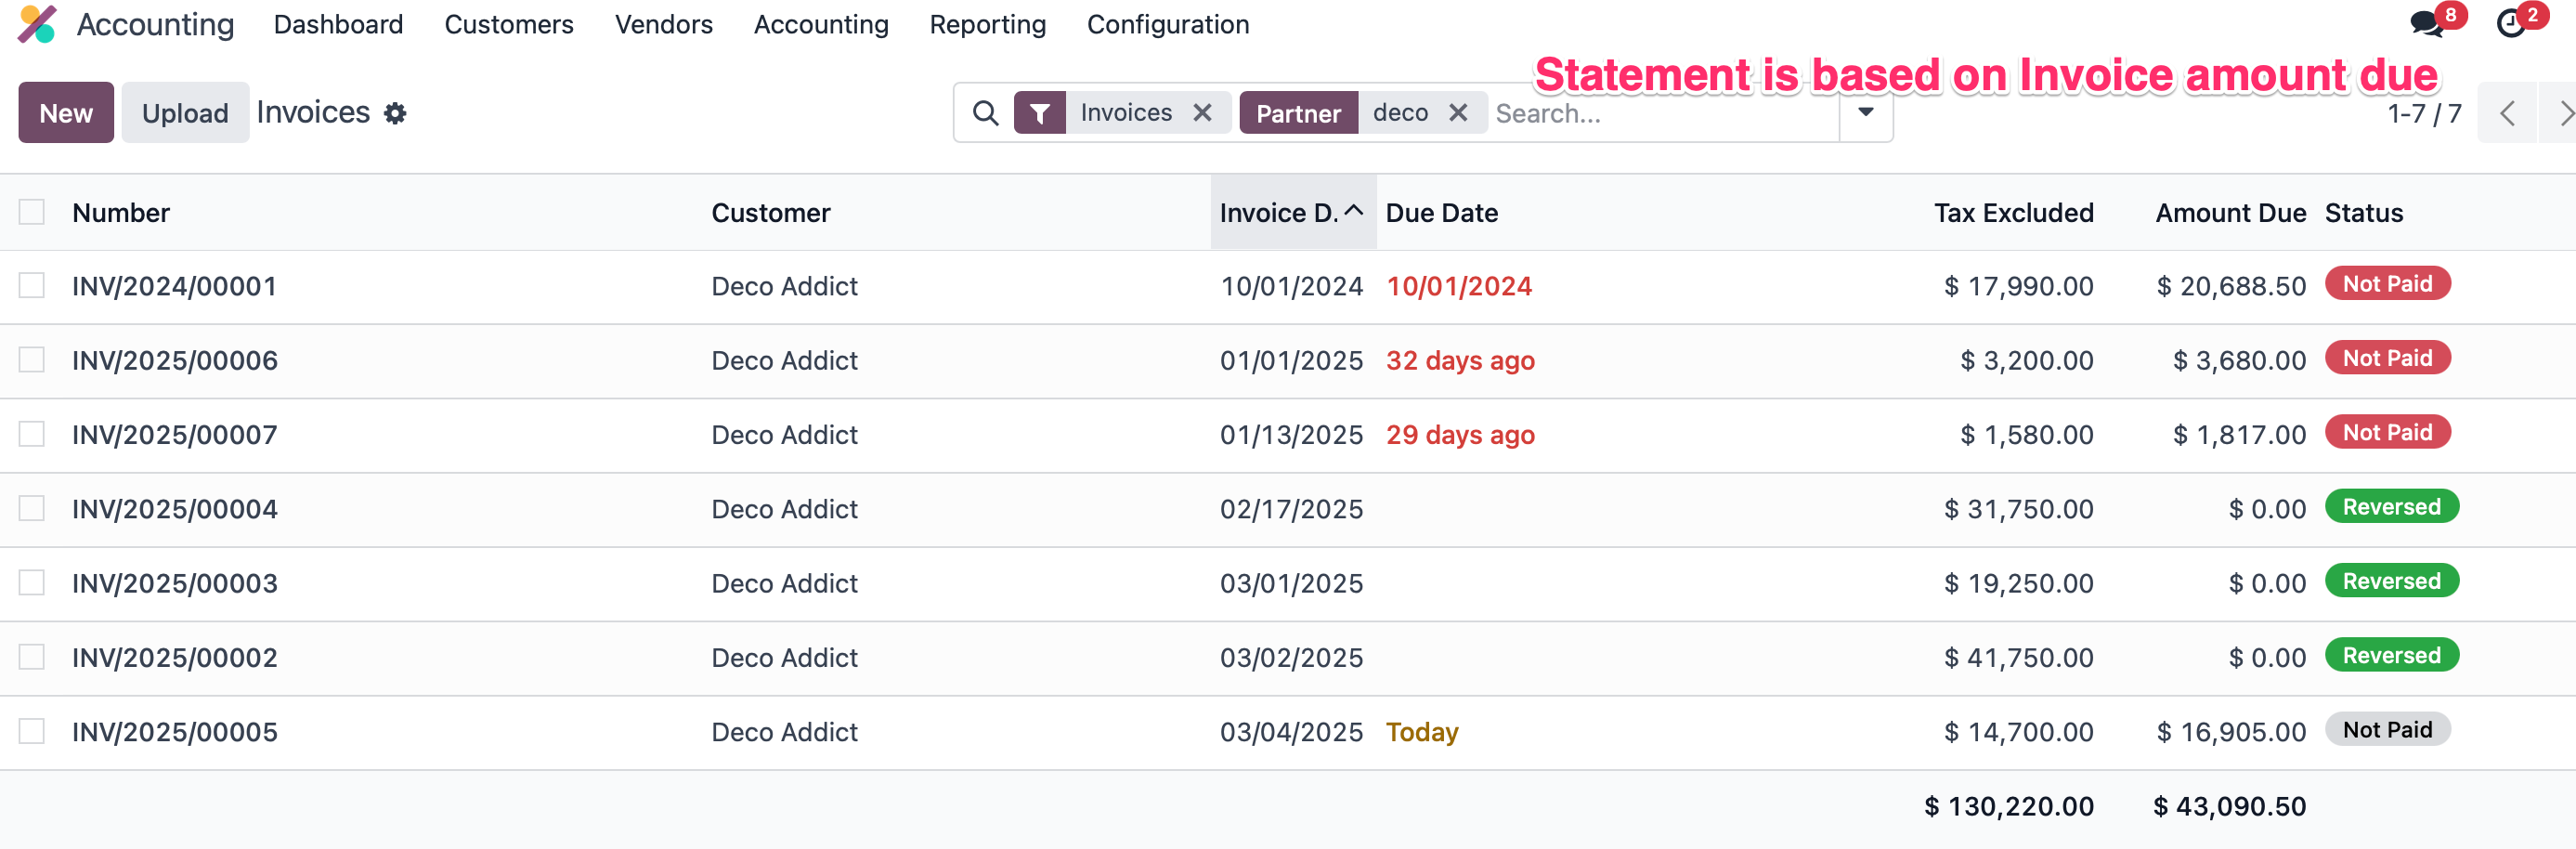 Accounting Dashboard Customers Vendors Accounting Reporting Configuration 8 2
Statement is based on Invoice amount due
New Upload Invoices Invoices Partner deco Search... 1-7 / 7
Number Customer Invoice D. Due Date Tax Excluded Amount Due Status
INV/2024/00001 Deco Addict 10/01/2024 10/01/2024 $ 17,990.00 $ 20,688.50 Not Paid
INV/2025/00006 Deco Addict 01/01/2025 32 days ago $ 3,200.00 $ 3,680.00 Not Paid
INV/2025/00007 Deco Addict 01/13/2025 29 days ago $ 1,580.00 $ 1,817.00 Not Paid
INV/2025/00004 Deco Addict 02/17/2025 $ 31,750.00 $ 0.00 Reversed
INV/2025/00003 Deco Addict 03/01/2025 $ 19,250.00 $ 0.00 Reversed
INV/2025/00002 Deco Addict 03/02/2025 $ 41,750.00 $ 0.00 Reversed
INV/2025/00005 Deco Addict 03/04/2025 Today $ 14,700.00 $ 16,905.00 Not Paid
$ 130,220.00 $ 43,090.50